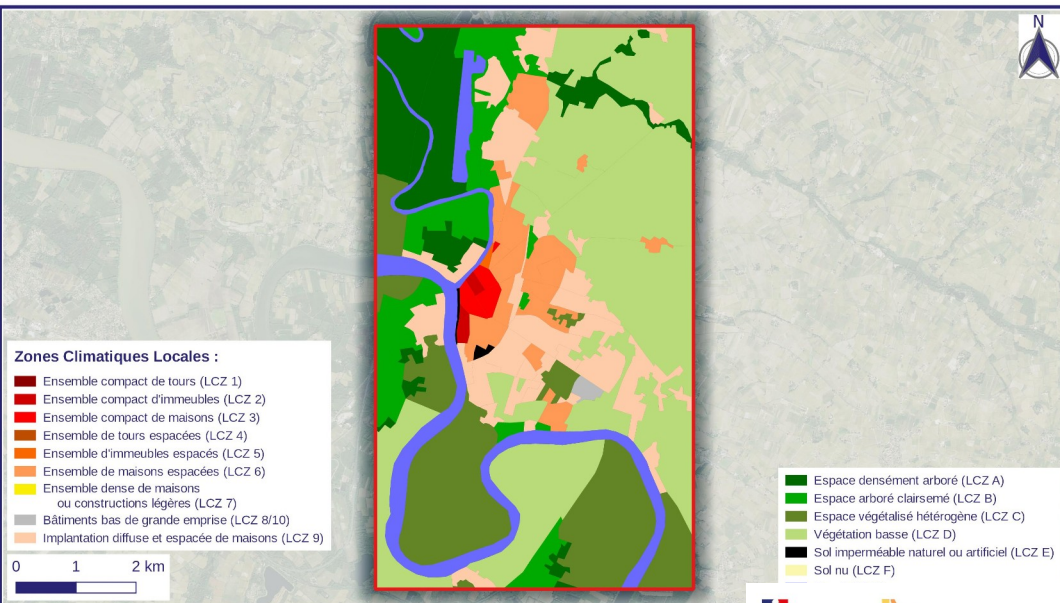 N
Zones Climatiques Locales :
Ensemble compact de tours (LCZ 1)
Ensemble compact d'immeubles (LCZ 2)
Ensemble compact de maisons (LCZ 3)
Ensemble de tours espacées (LCZ 4)
Ensemble d'immeubles espacés (LCZ 5)
Ensemble de maisons espacées (LCZ 6)
Ensemble dense de maisons
ou constructions légères (LCZ 7)
Bâtiments bas de grande emprise (LCZ 8/10)
Implantation diffuse et espacée de maisons (LCZ 9)
0 1 2 km
Espace densément arboré (LCZ A)
Espace arboré clairsemé (LCZ B)
Espace végétalisé hétérogène (LCZ C)
Végétation basse (LCZ D)
Sol imperméable naturel ou artificiel (LCZ E)
Sol nu (LCZ F)